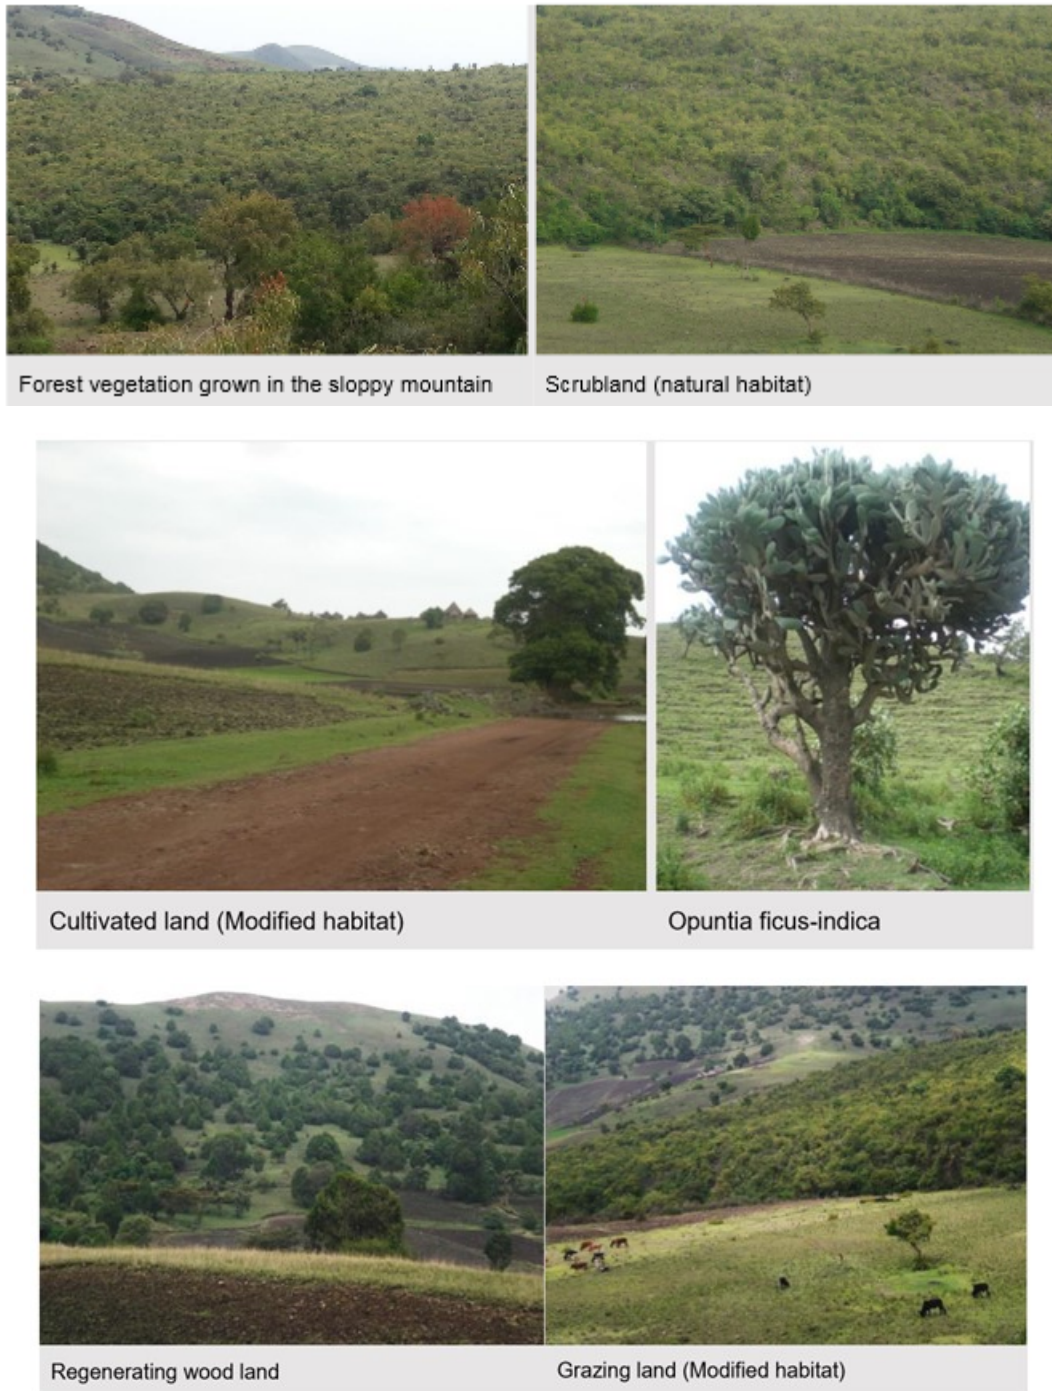 Forest vegetation grown in the sloppy mountain
Scrubland (natural habitat)
Cultivated land (Modified habitat)
Opuntia ficus-indica
Regenerating wood land
Grazing land (Modified habitat)